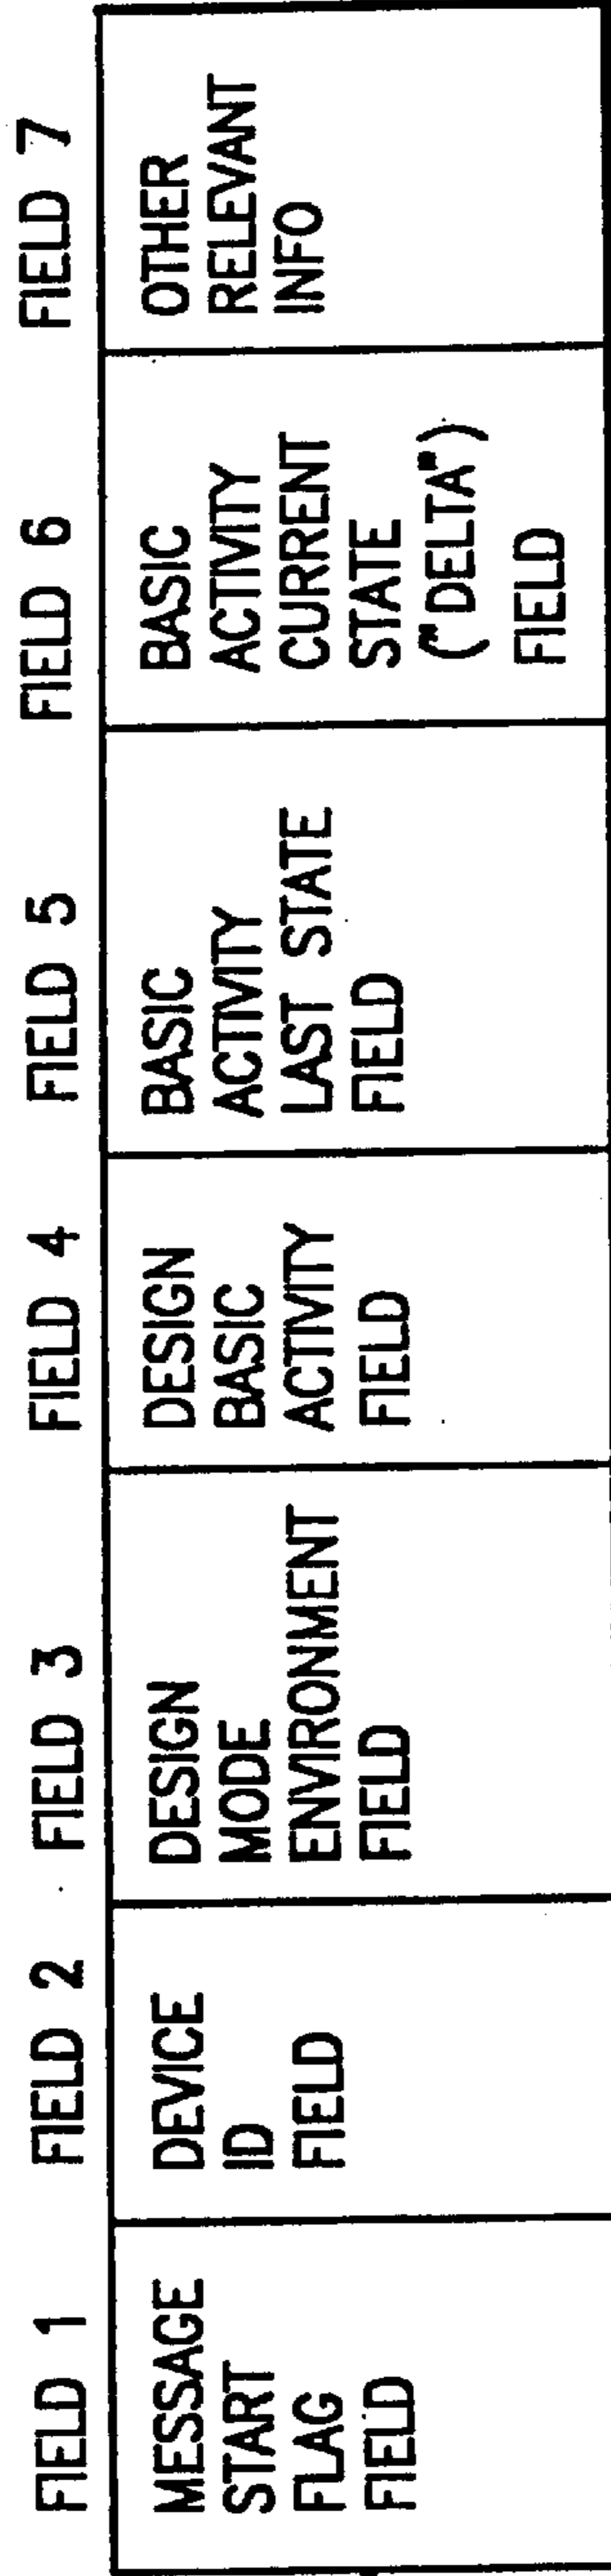 FIELD 1 FIELD 2 FIELD 3 FIELD 4 FIELD 5 FIELD 6 FIELD 7
MESSAGE
START
FLAG
FIELD
DEVICE
ID
FIELD
DESIGN
MODE
ENVIRONMENT
FIELD
DESIGN
BASIC
ACTIVITY
FIELD
BASIC
ACTIVITY
LAST STATE
FIELD
BASIC
ACTIVITY
CURRENT
STATE
("DELTA")
FIELD
OTHER
RELEVANT
INFO